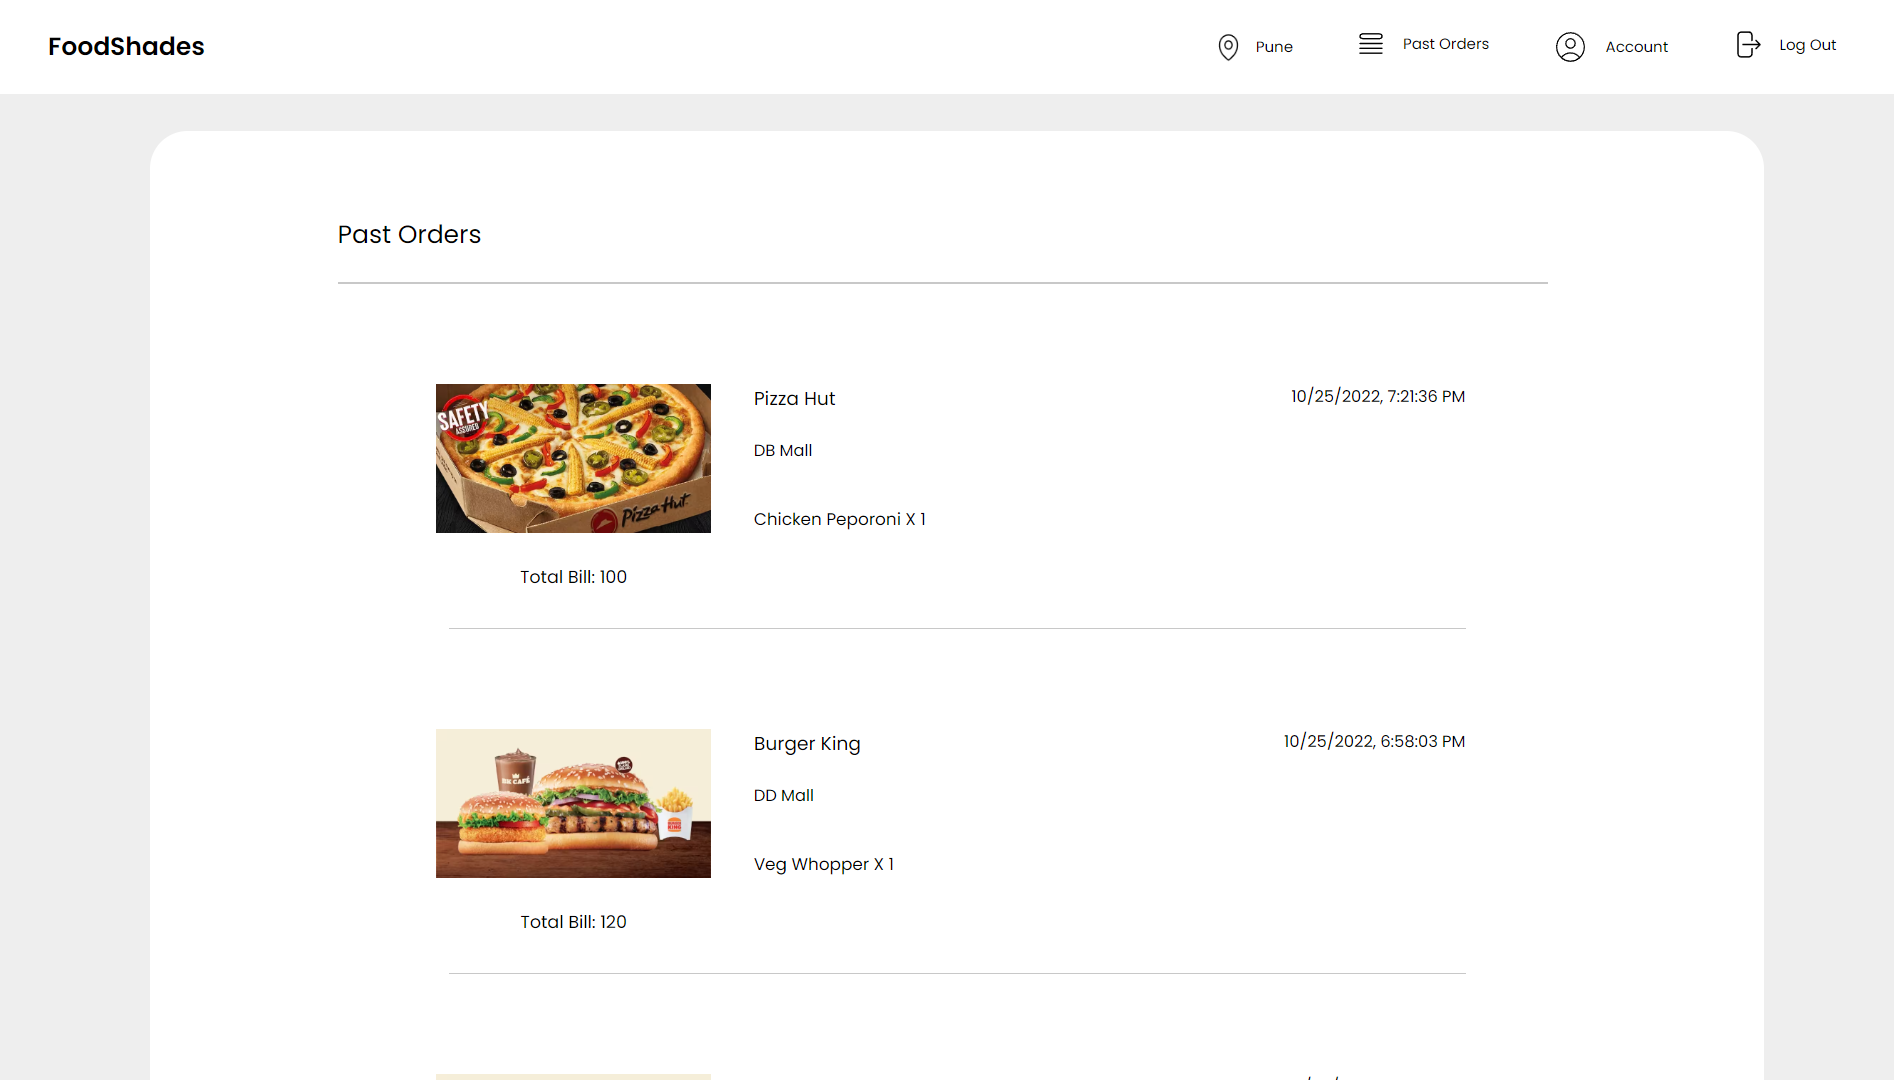 FoodShades
Pune
Past Orders
Account
Log Out
Past Orders
SAFETY
ASSURED
Pizza Hut
Pizza Hut
10/25/2022, 7:21:36 PM
DB Mall
Chicken Peporoni X 1
Total Bill: 100
BK CAFÉ
BURGER
KING
Burger King
10/25/2022, 6:58:03 PM
DD Mall
Veg Whopper X 1
Total Bill: 120